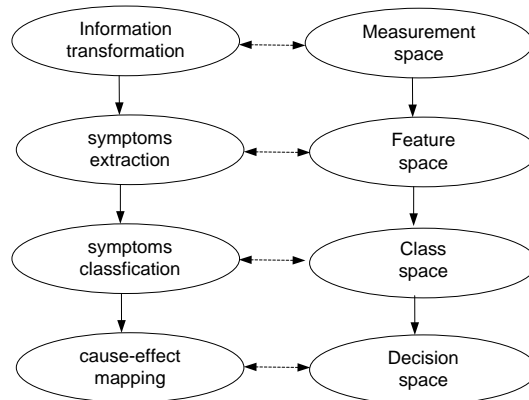 Information
transformation
Measurement
space
symptoms
extraction
Feature
space
symptoms
classfication
Class
space
cause-effect
mapping
Decision
space